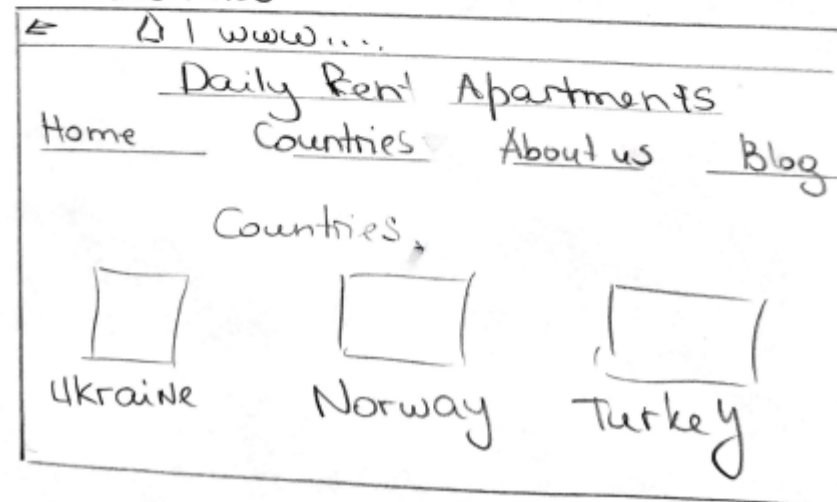 www....
Daily Rent Apartments
Home Countries About us Blog
Countries
Ukraine Norway Turkey